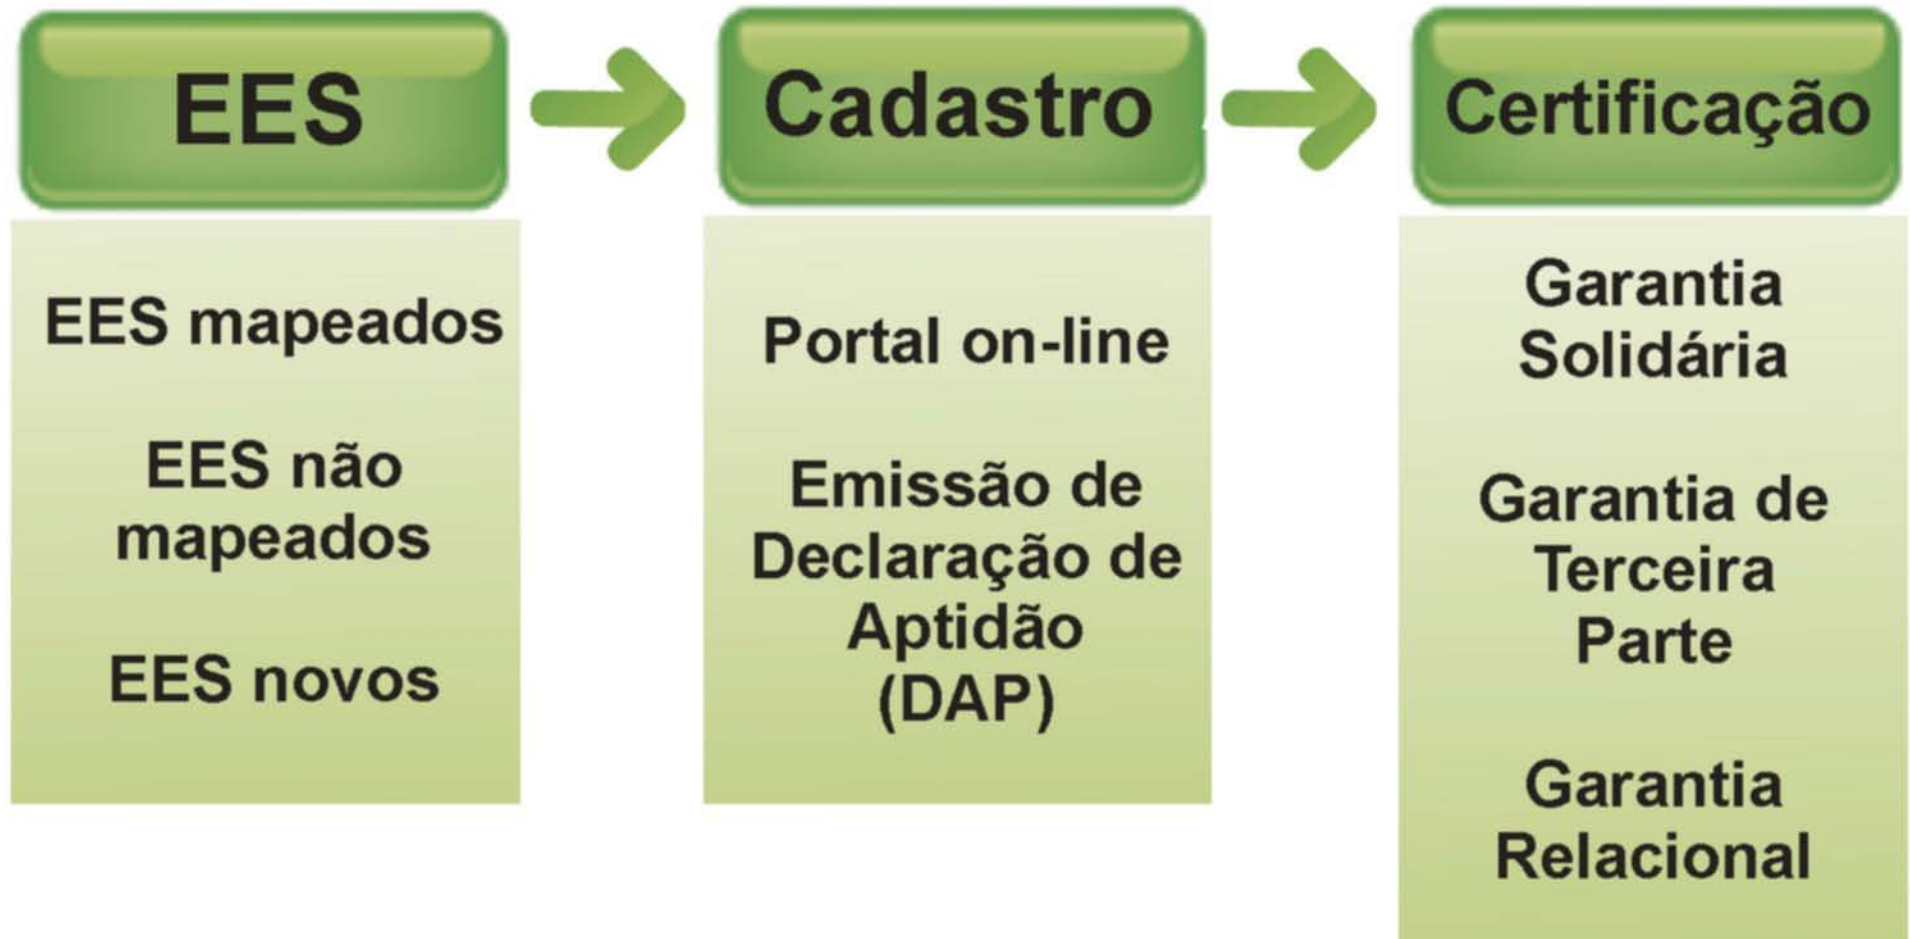 EES
EES mapeados
EES não
mapeados
EES novos
Cadastro
Portal on-line
Emissão de
Declaração de
Aptidão
(DAP)
Certificação
Garantia
Solidária
Garantia de
Terceira
Parte
Garantia
Relacional